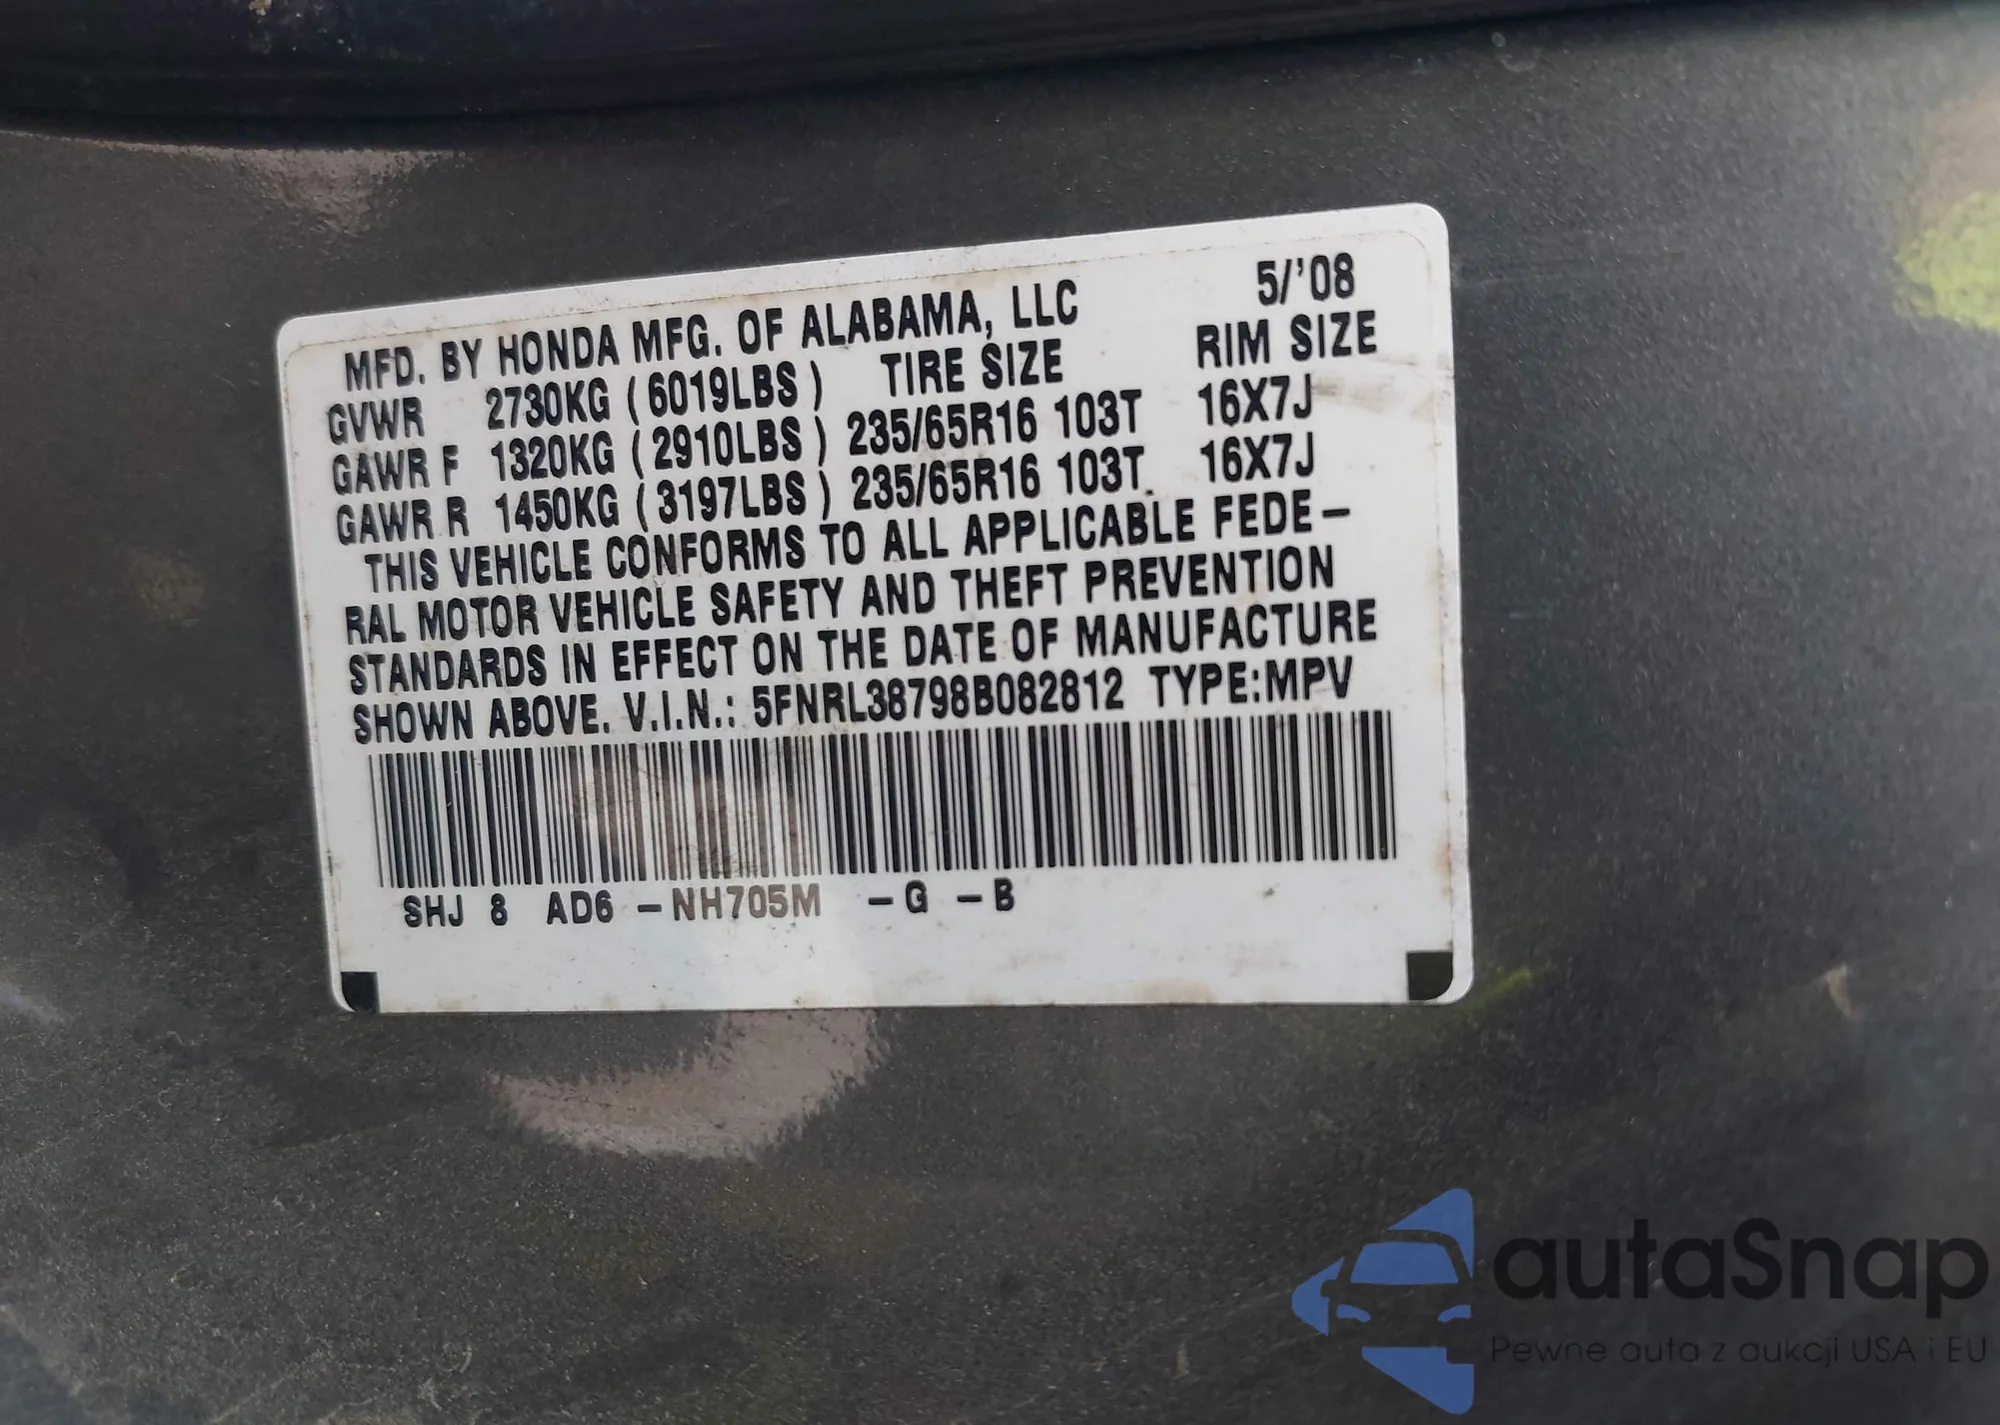 5/'08
MFD. BY HONDA MFG. OF ALABAMA, LLC
TIRE SIZE RIM SIZE
GVWR 2730KG (6019LBS)
GAWR F 1320KG (2910LBS) 235/65R16 103T 16X7J
GAWR R 1450KG (3197LBS) 235/65R16 103T 16X7J
THIS VEHICLE CONFORMS TO ALL APPLICABLE FEDE-
RAL MOTOR VEHICLE SAFETY AND THEFT PREVENTION
STANDARDS IN EFFECT ON THE DATE OF MANUFACTURE
SHOWN ABOVE. V.I.N.: 5FNRL38798B082812 TYPE:MPV
SHJ 8 AD6 -NH705M -G -B
autaSnap
Pewne auta z aukcji USA i EU